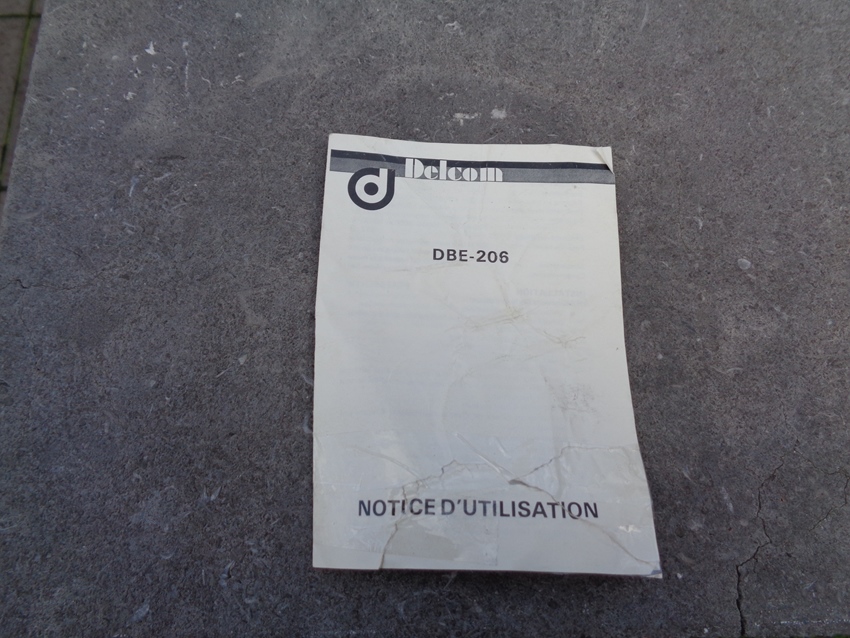 d Delcom
DBE-206
NOTICE D'UTILISATION